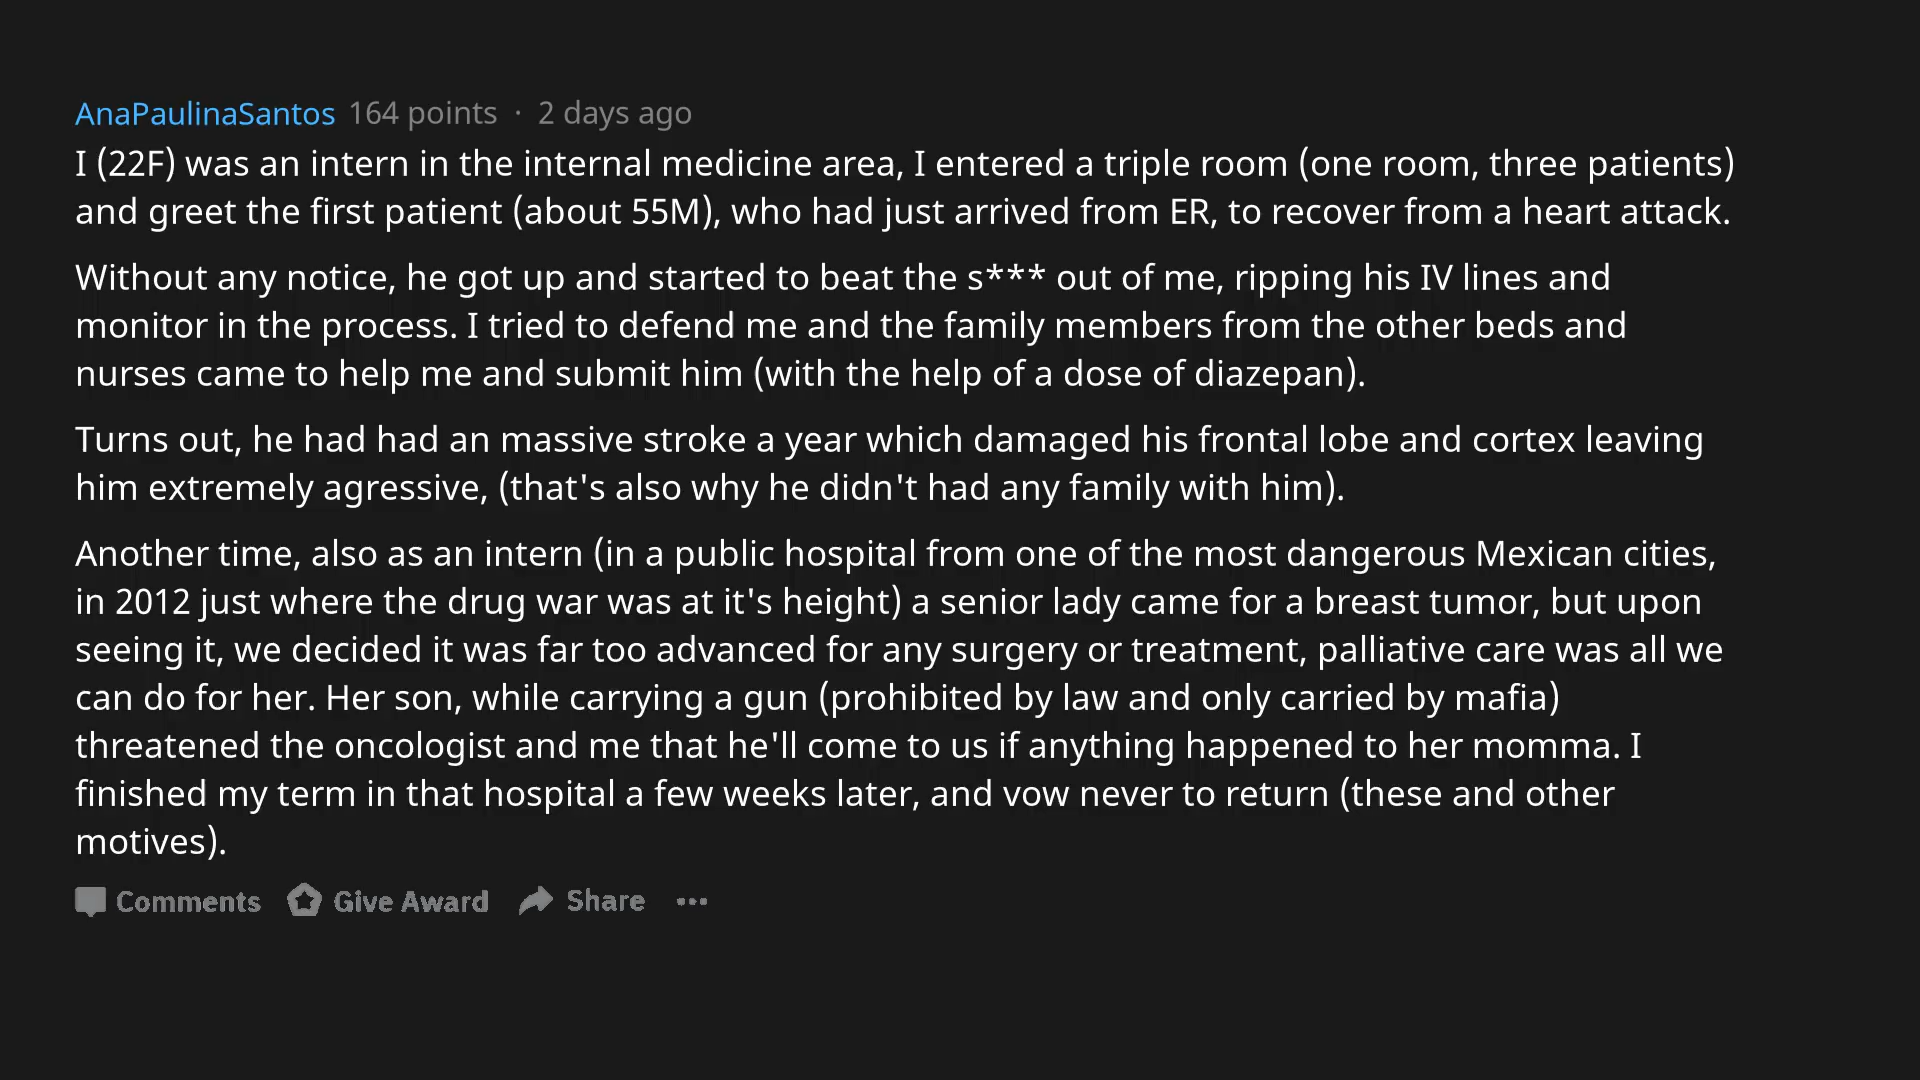 AnaPaulinaSantos 164 points · 2 days ago
I (22F) was an intern in the internal medicine area, I entered a triple room (one room, three patients)
and greet the first patient (about 55M), who had just arrived from ER, to recover from a heart attack.
Without any notice, he got up and started to beat the s*** out of me, ripping his IV lines and
monitor in the process. I tried to defend me and the family members from the other beds and
nurses came to help me and submit him (with the help of a dose of diazepan).
Turns out, he had had an massive stroke a year which damaged his frontal lobe and cortex leaving
him extremely agressive, (that's also why he didn't had any family with him).
Another time, also as an intern (in a public hospital from one of the most dangerous Mexican cities,
in 2012 just where the drug war was at it's height) a senior lady came for a breast tumor, but upon
seeing it, we decided it was far too advanced for any surgery or treatment, palliative care was all we
can do for her. Her son, while carrying a gun (prohibited by law and only carried by mafia)
threatened the oncologist and me that he'll come to us if anything happened to her momma. I
finished my term in that hospital a few weeks later, and vow never to return (these and other
motives).
Comments Give Award Share ···